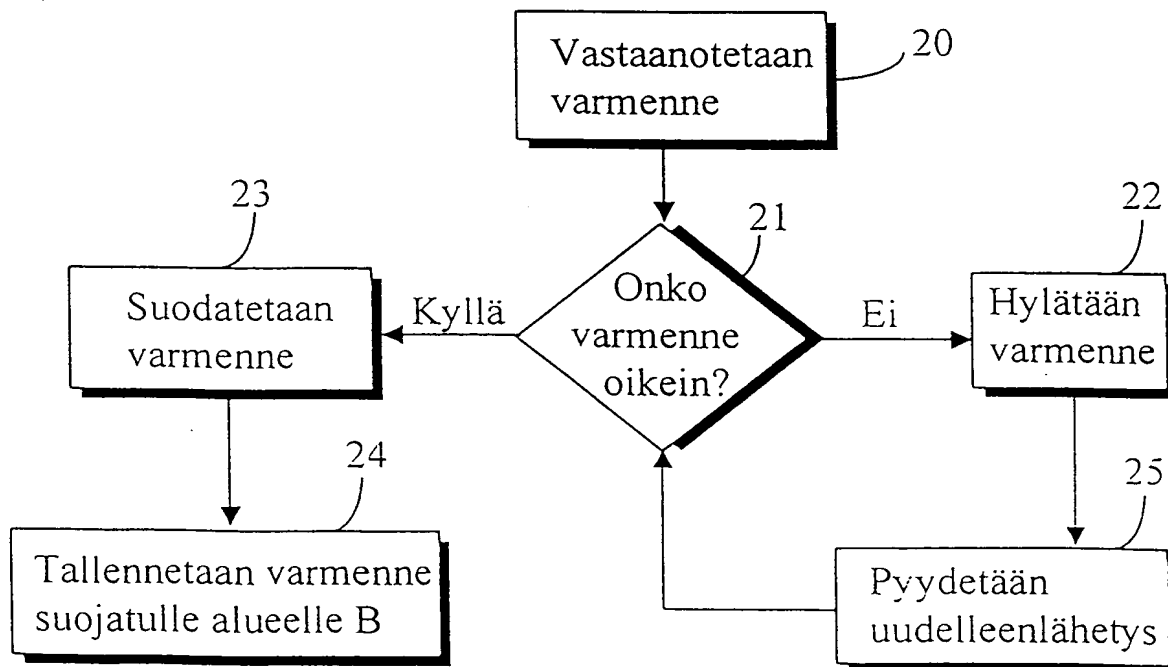 Vastaanotetaan
varmenne
20
23
21
22
Suodatetaan
varmenne
Kyllä
Onko
varmenne
oikein?
Ei
Hylätään
varmenne
24
25
Tallennetaan varmenne
suojatulle alueelle B
Pyydetään
uudelleenlähetys